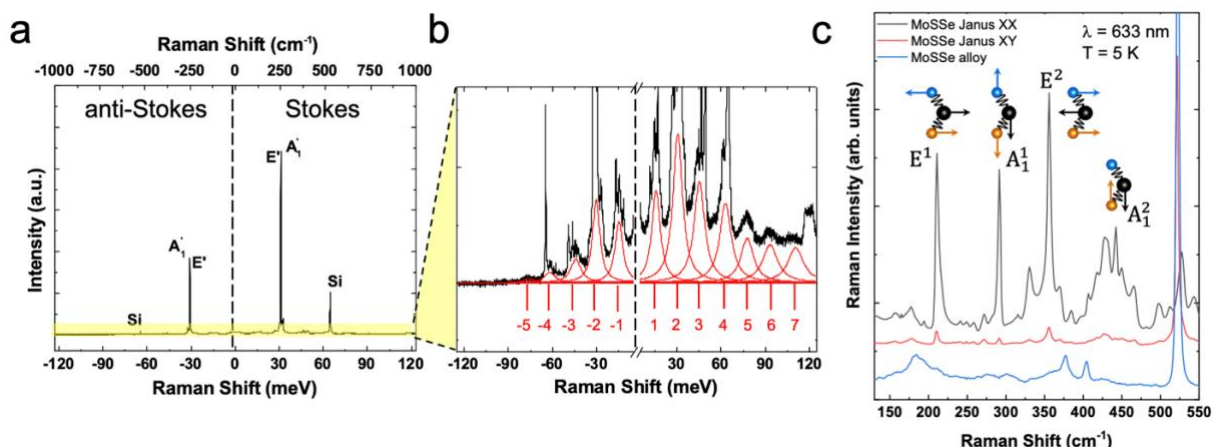 a
Raman Shift (cm-1)
-1000 -750 -500 -250 0 250 500 750 1000
anti-Stokes Stokes
A'1 E' E' A'1
Si Si
Intensity (a.u.)
-120 -90 -60 -30 0 30 60 90 120
Raman Shift (meV)
b
-5 -4 -3 -2 -1 1 2 3 4 5 6 7
-120 -90 -60 -30 30 60 90 120
Raman Shift (meV)
c
MoSSe Janus XX
MoSSe Janus XY
MoSSe alloy
λ = 633 nm
T = 5 K
E1 A11 E2 A12
Raman Intensity (arb. units)
150 200 250 300 350 400 450 500 550
Raman Shift (cm-1)